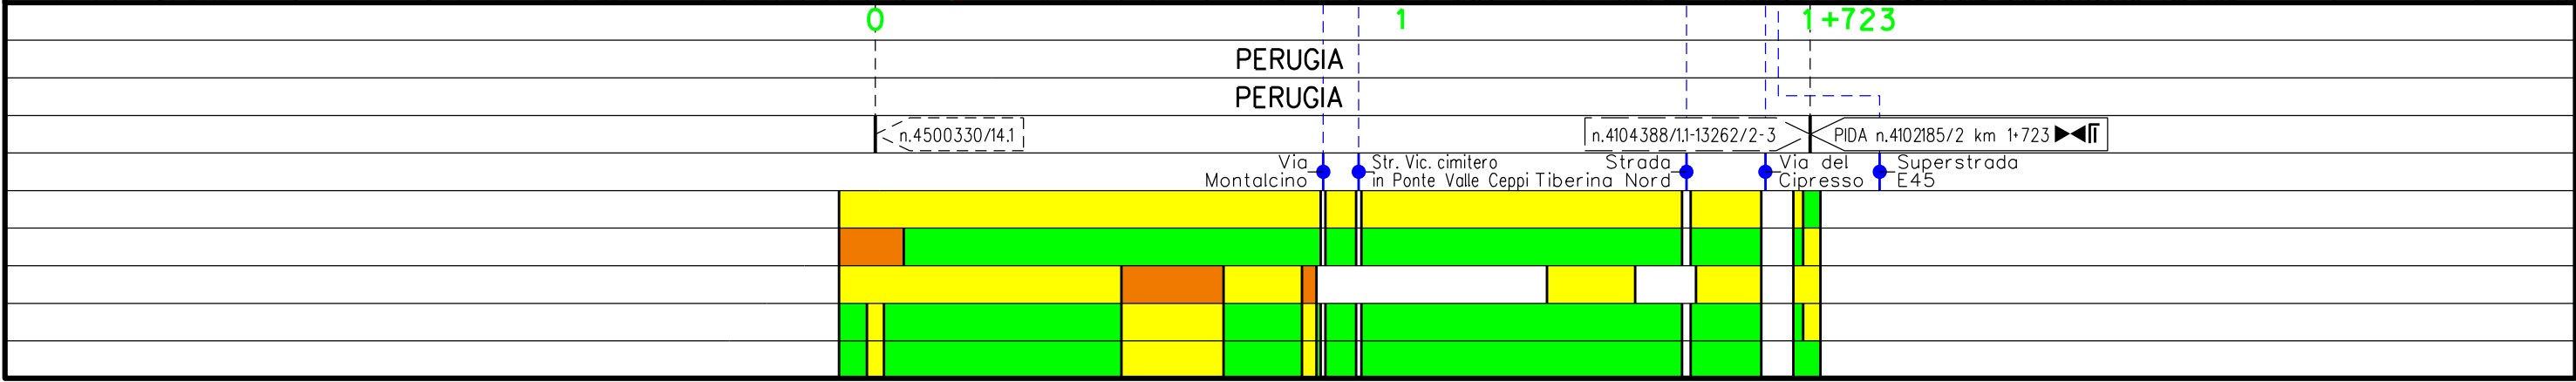 0 1 1+723
PERUGIA
PERUGIA
n.4500330/14.1 n.4104388/1.1-13262/2-3 PIDA n.4102185/2 km 1+723
Via Str. Vic. cimitero Strada Via del Superstrada
Montalcino in Ponte Valle Ceppi Tiberina Nord Cipresso E45